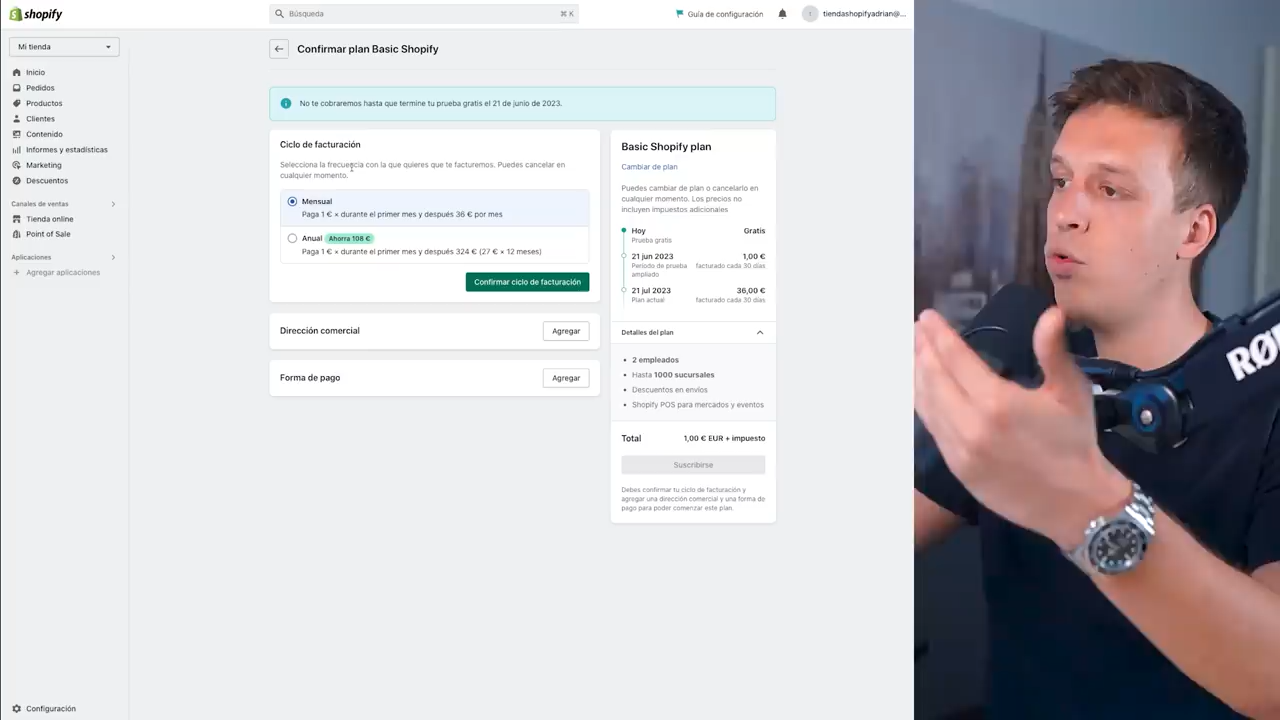 shopify
Búsqueda
⌘ K
Guía de configuración
tiendashopifyadrian@...
Mi tienda
Inicio
Pedidos
Productos
Clientes
Contenido
Informes y estadísticas
Marketing
Descuentos
Canales de ventas
Tienda online
Point of Sale
Aplicaciones
Agregar aplicaciones
Configuración
Confirmar plan Basic Shopify
No te cobraremos hasta que termine tu prueba gratis el 21 de junio de 2023.
Ciclo de facturación
Selecciona la frecuencia con la que quieres que te facturemos. Puedes cancelar en
cualquier momento.
Mensual
Paga 1 € × durante el primer mes y después 36 € por mes
Anual Ahorra 108 €
Paga 1 € × durante el primer mes y después 324 € (27 € × 12 meses)
Confirmar ciclo de facturación
Dirección comercial
Agregar
Forma de pago
Agregar
Basic Shopify plan
Cambiar de plan
Puedes cambiar de plan o cancelarlo en
cualquier momento. Los precios no
incluyen impuestos adicionales
Hoy Gratis
Prueba gratis
21 jun 2023 1,00 €
Período de prueba facturado cada 30 días
ampliado
21 jul 2023 36,00 €
Plan actual facturado cada 30 días
Detalles del plan
• 2 empleados
• Hasta 1000 sucursales
• Descuentos en envíos
• Shopify POS para mercados y eventos
Total 1,00 € EUR + impuesto
Suscribirse
Debes confirmar tu ciclo de facturación y
agregar una dirección comercial y una forma de
pago para poder comenzar este plan.
RØD